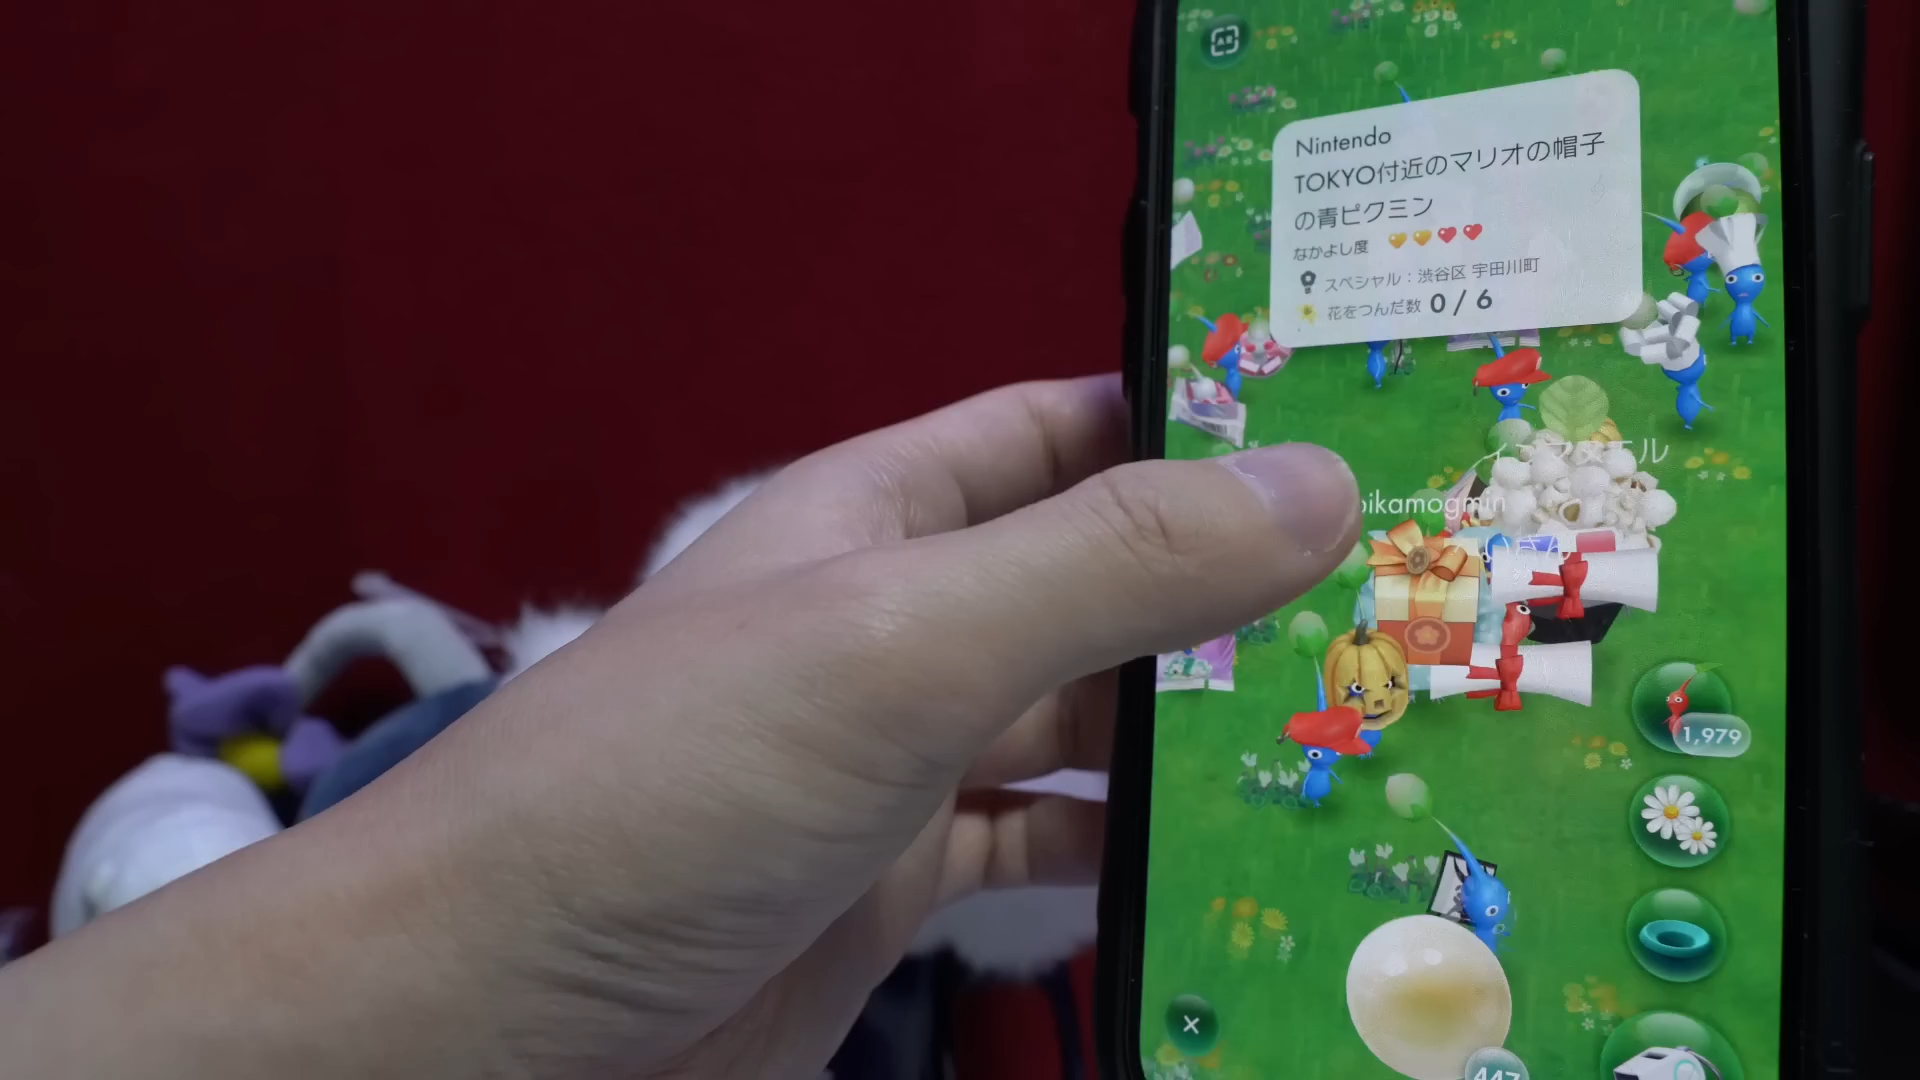 Nintendo
TOKYO付近のマリオの帽子
の青ピクミン
なかよし度
スペシャル：渋谷区 宇田川町
花をつんだ数 0 / 6
pikamogmin
1,979
447